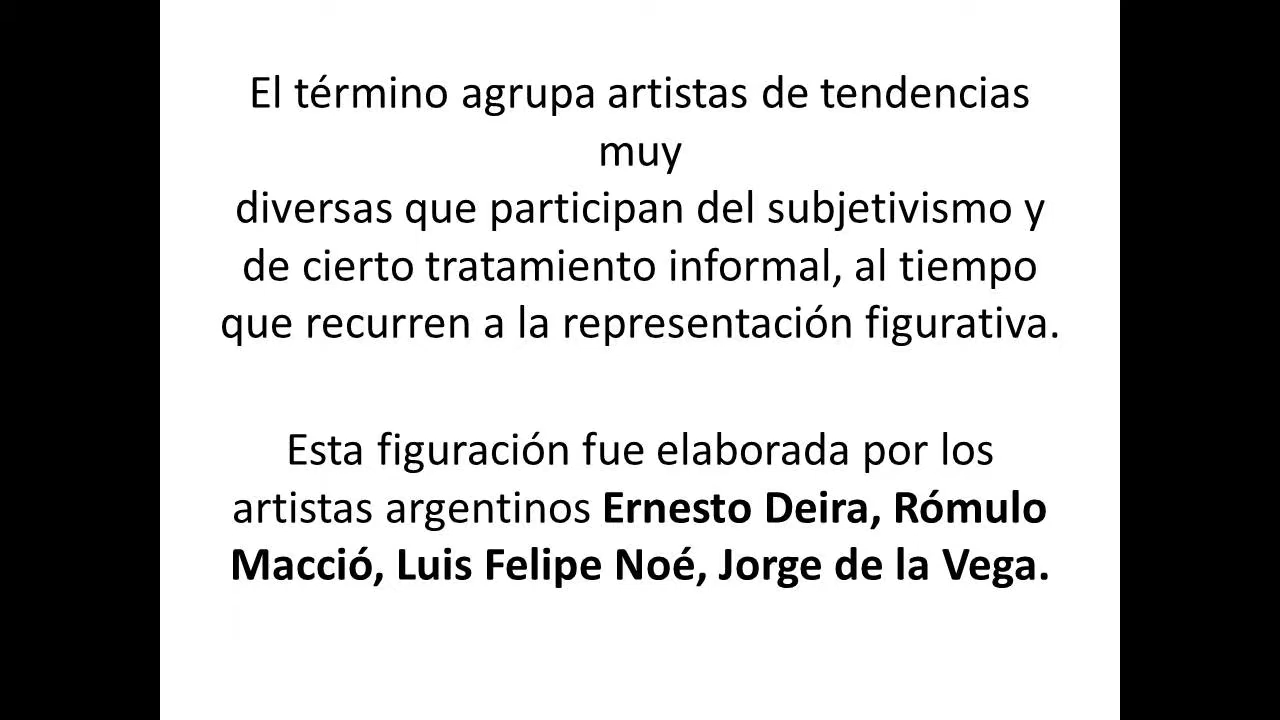 El término agrupa artistas de tendencias
muy
diversas que participan del subjetivismo y
de cierto tratamiento informal, al tiempo
que recurren a la representación figurativa.
Esta figuración fue elaborada por los
artistas argentinos Ernesto Deira, Rómulo
Macció, Luis Felipe Noé, Jorge de la Vega.